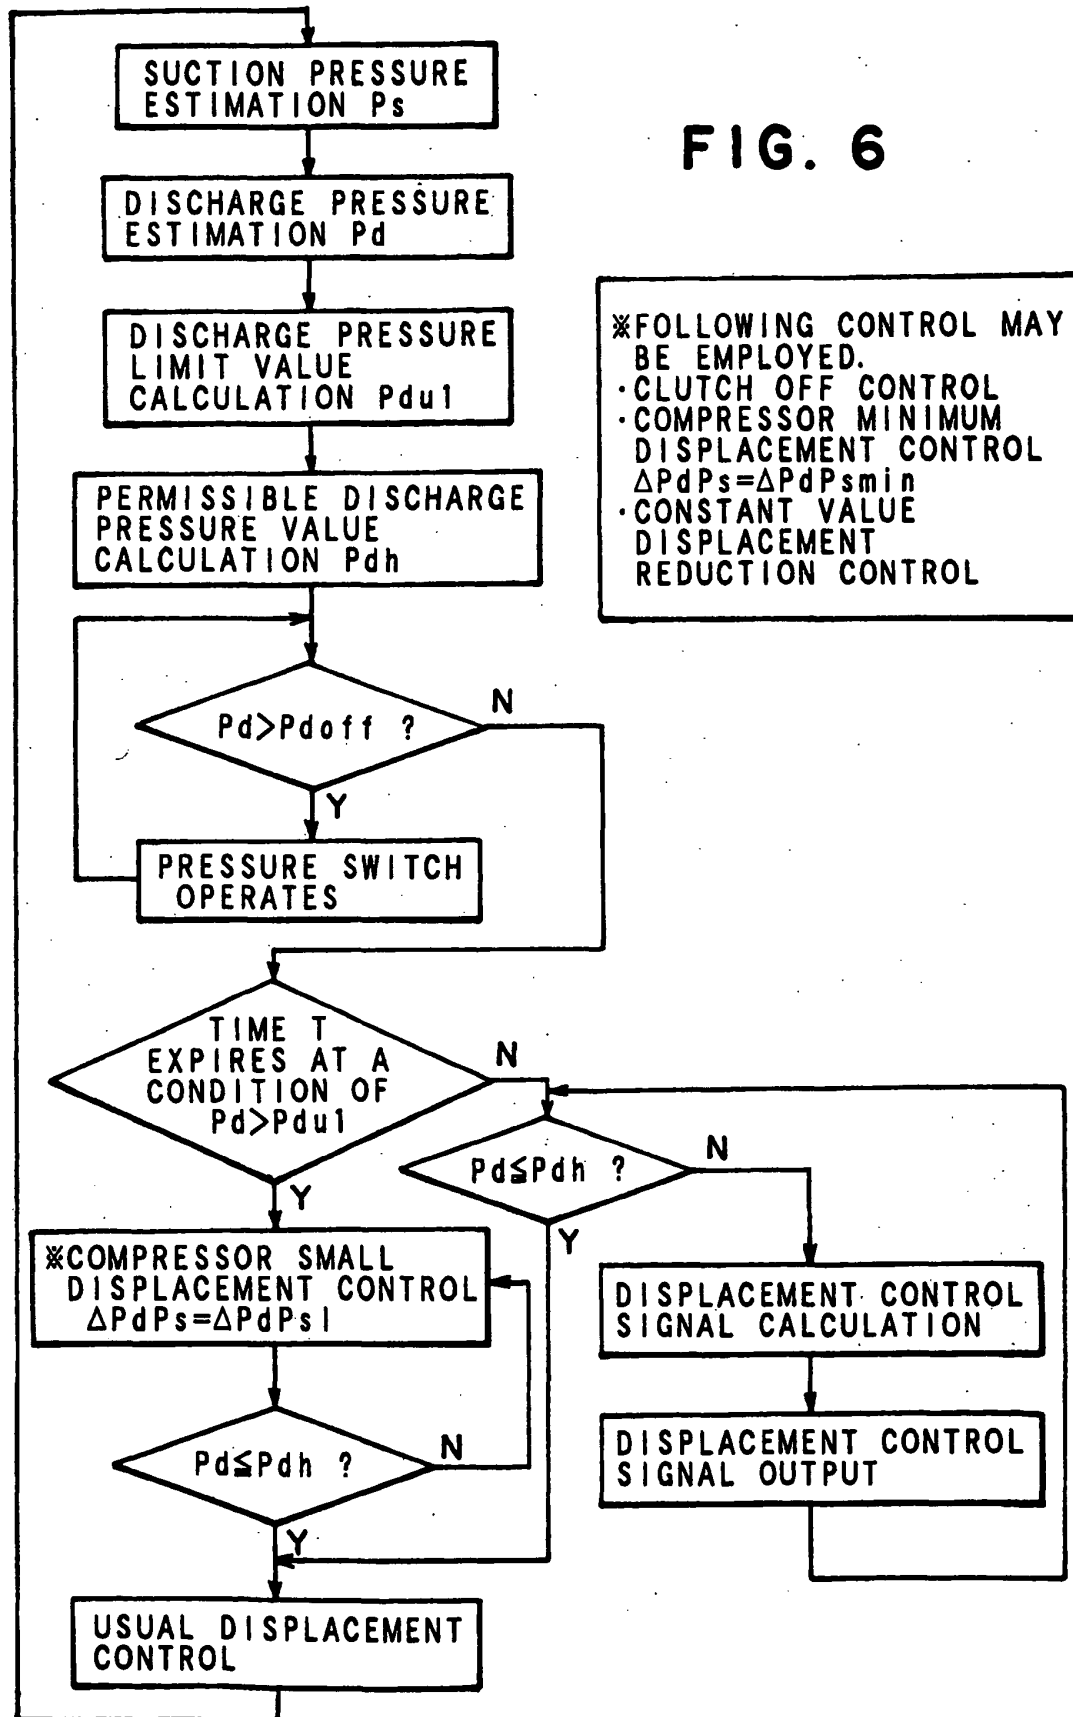 SUCTION PRESSURE
ESTIMATION Ps
FIG. 6
DISCHARGE PRESSURE
ESTIMATION Pd
DISCHARGE PRESSURE
LIMIT VALUE
CALCULATION Pdul
PERMISSIBLE DISCHARGE
PRESSURE VALUE
CALCULATION Pdh
※FOLLOWING CONTROL MAY
BE EMPLOYED.
·CLUTCH OFF CONTROL
·COMPRESSOR MINIMUM
DISPLACEMENT CONTROL
ΔPdPs=ΔPdPsmin
·CONSTANT VALUE
DISPLACEMENT
REDUCTION CONTROL
Pd>Pdoff ?
N
Y
PRESSURE SWITCH
OPERATES
TIME T
EXPIRES AT A
CONDITION OF
Pd>Pdul
N
Y
Pd≦Pdh ?
N
Y
※COMPRESSOR SMALL
DISPLACEMENT CONTROL
ΔPdPs=ΔPdPsl
DISPLACEMENT CONTROL
SIGNAL CALCULATION
Pd≦Pdh ?
N
Y
DISPLACEMENT CONTROL
SIGNAL OUTPUT
USUAL DISPLACEMENT
CONTROL